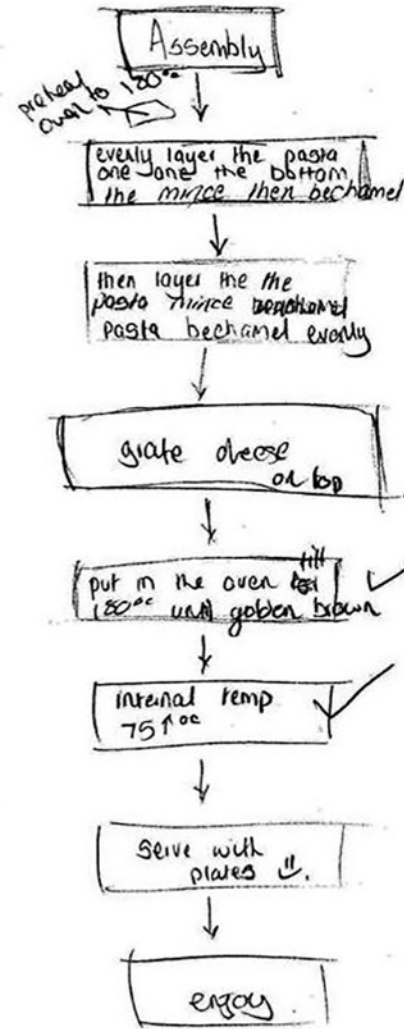 Assembly
preheat
oven to 180°c
evenly layer the pasta
one one the bottom
the mince then bechamel
then layer the the
pasta mince
pasta bechamel evenly
grate cheese
on top
till
put in the oven
180°c until golden brown
internal temp
75↑°c
Serve with
plates
enjoy